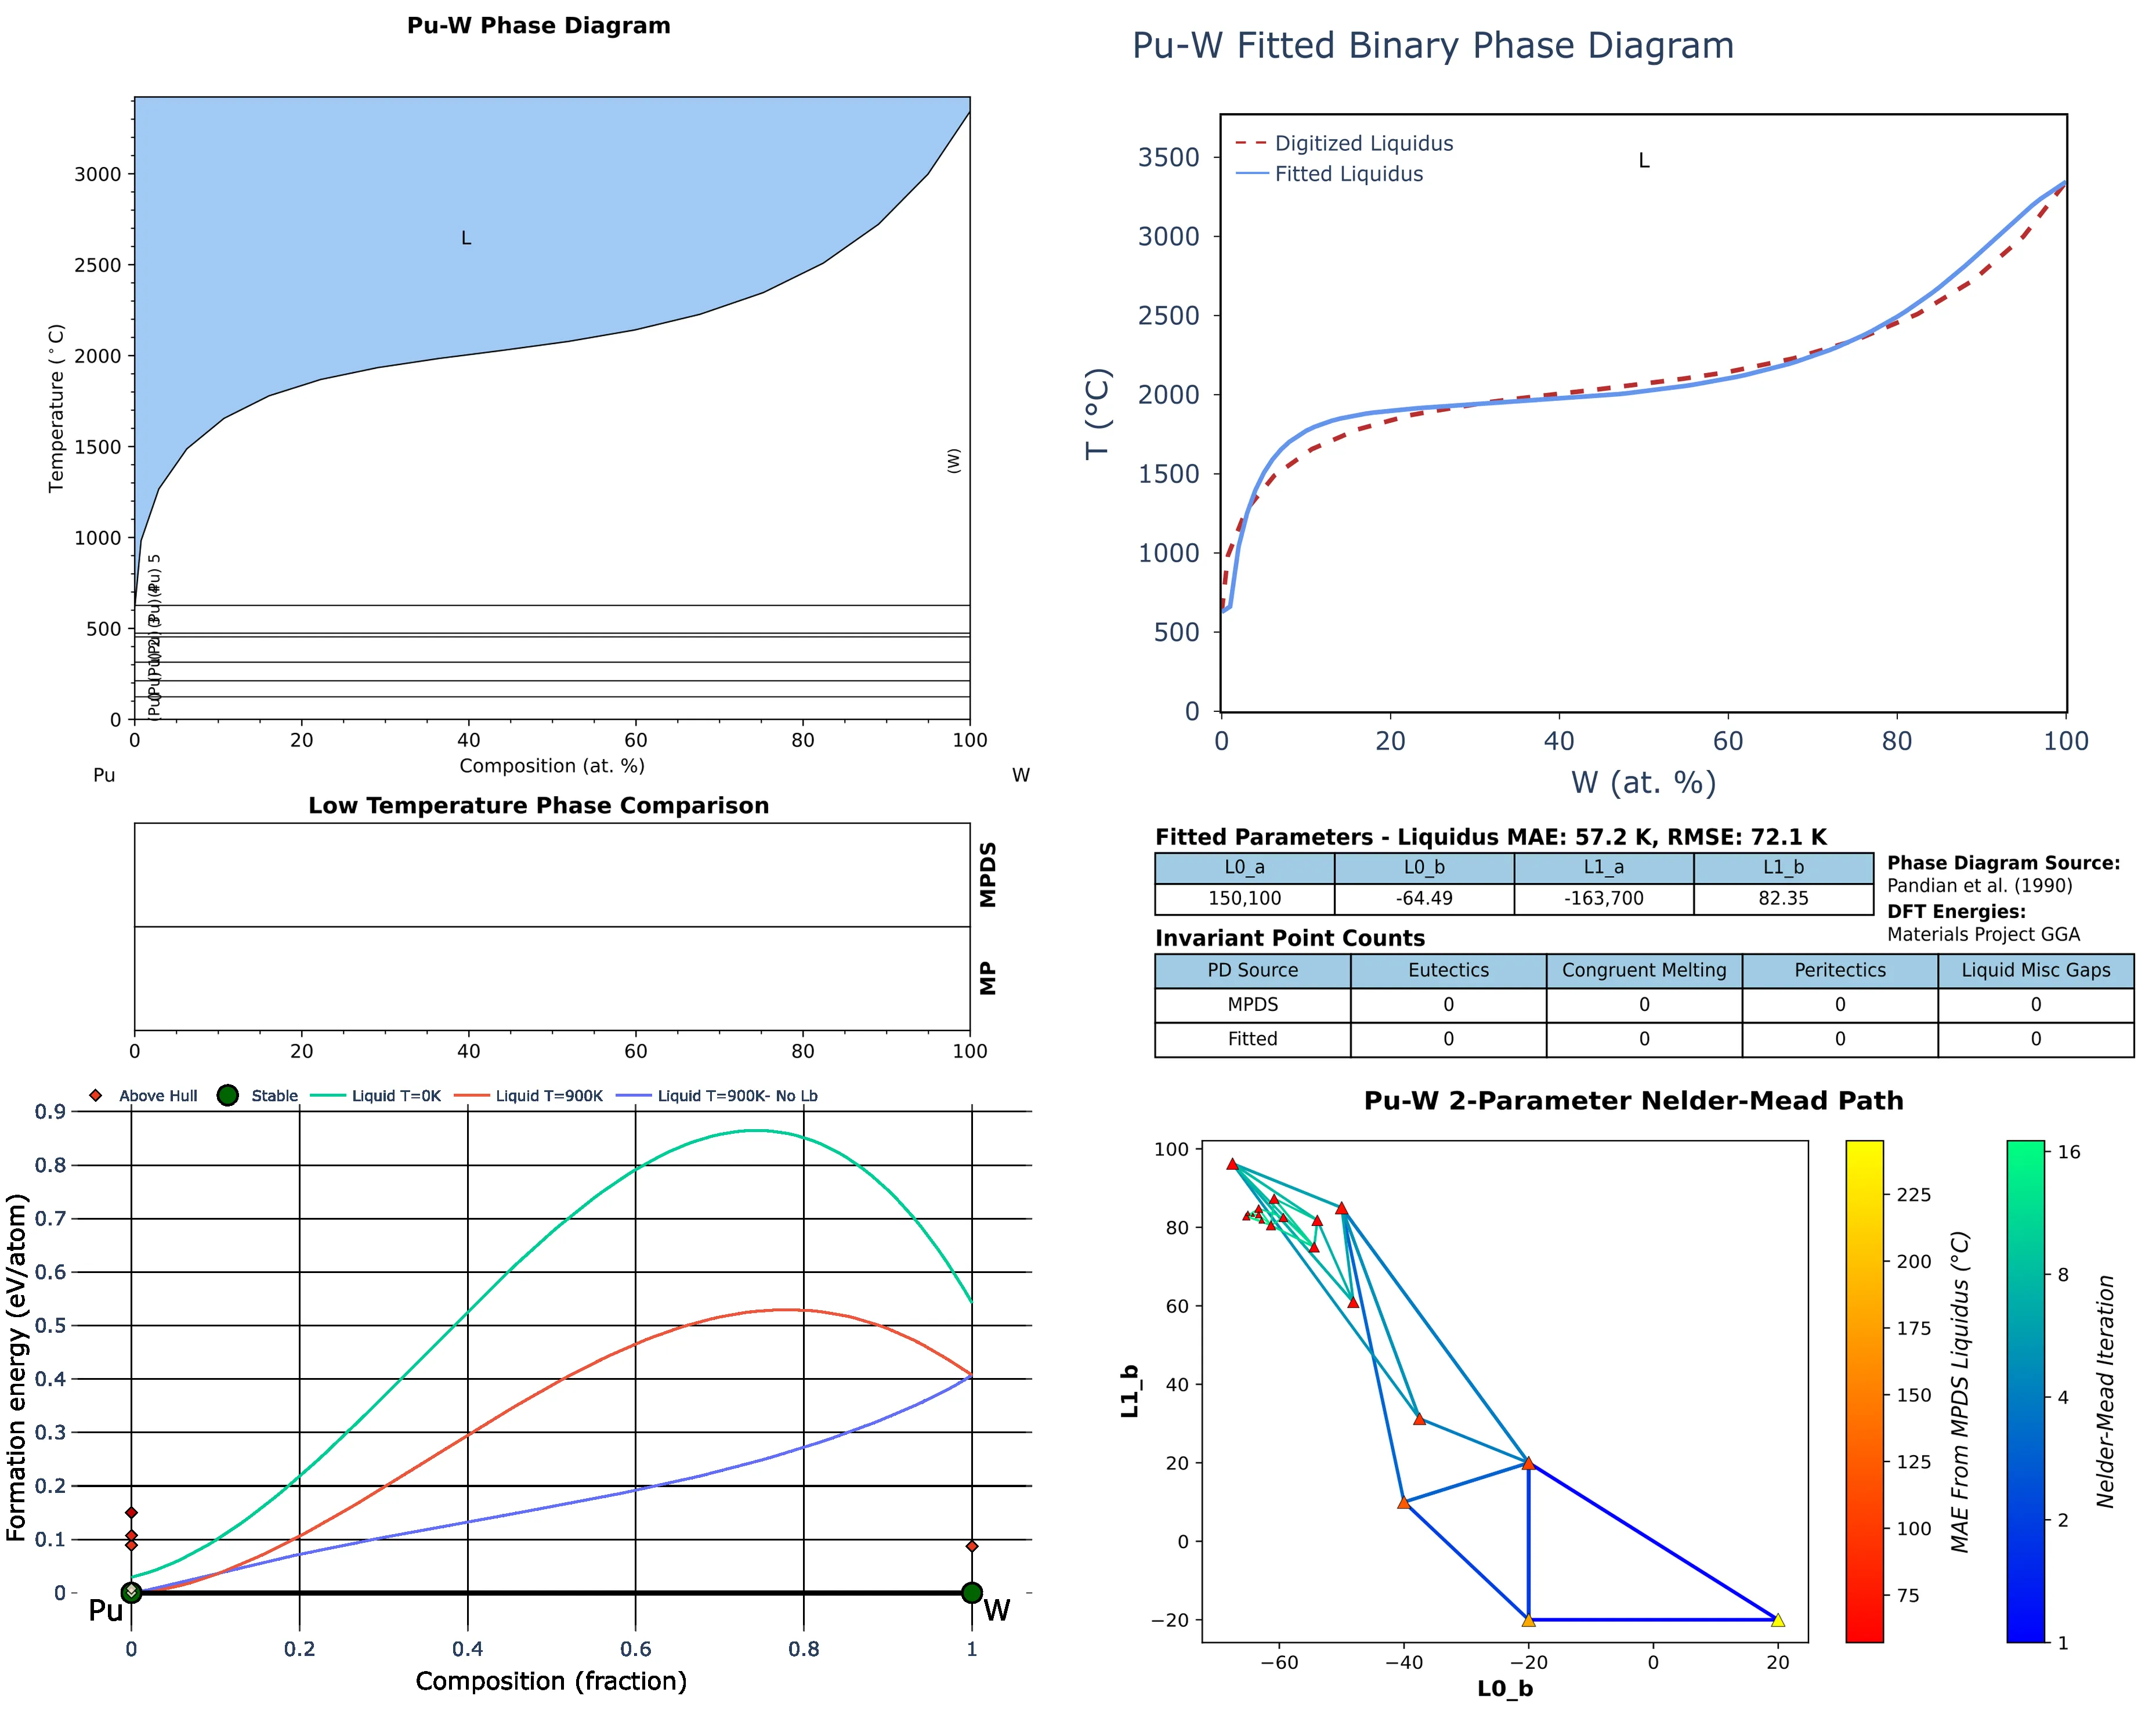 Pu-W Phase Diagram
3000
2500
2000
1500
1000
500
0
Temperature (°C)
L
(W)
(Pu) 5
0 20 40 60 80 100
Composition (at. %)
Pu W
Low Temperature Phase Comparison
MPDS
MP
0 20 40 60 80 100
Above Hull Stable Liquid T=0K Liquid T=900K Liquid T=900K- No Lb
0.9
0.8
0.7
0.6
0.5
0.4
0.3
0.2
0.1
0
Formation energy (eV/atom)
Pu W
0 0.2 0.4 0.6 0.8 1
Composition (fraction)
Pu-W Fitted Binary Phase Diagram
Digitized Liquidus
Fitted Liquidus
L
3500
3000
2500
2000
1500
1000
500
0
T (°C)
0 20 40 60 80 100
W (at. %)
Fitted Parameters - Liquidus MAE: 57.2 K, RMSE: 72.1 K
L0_a L0_b L1_a L1_b
150,100 -64.49 -163,700 82.35
Phase Diagram Source:
Pandian et al. (1990)
DFT Energies:
Materials Project GGA
Invariant Point Counts
PD Source Eutectics Congruent Melting Peritectics Liquid Misc Gaps
MPDS 0 0 0 0
Fitted 0 0 0 0
Pu-W 2-Parameter Nelder-Mead Path
100
80
60
40
20
0
−20
L1_b
−60 −40 −20 0 20
L0_b
225
200
175
150
125
100
75
MAE From MPDS Liquidus (°C)
16
8
4
2
1
Nelder-Mead Iteration